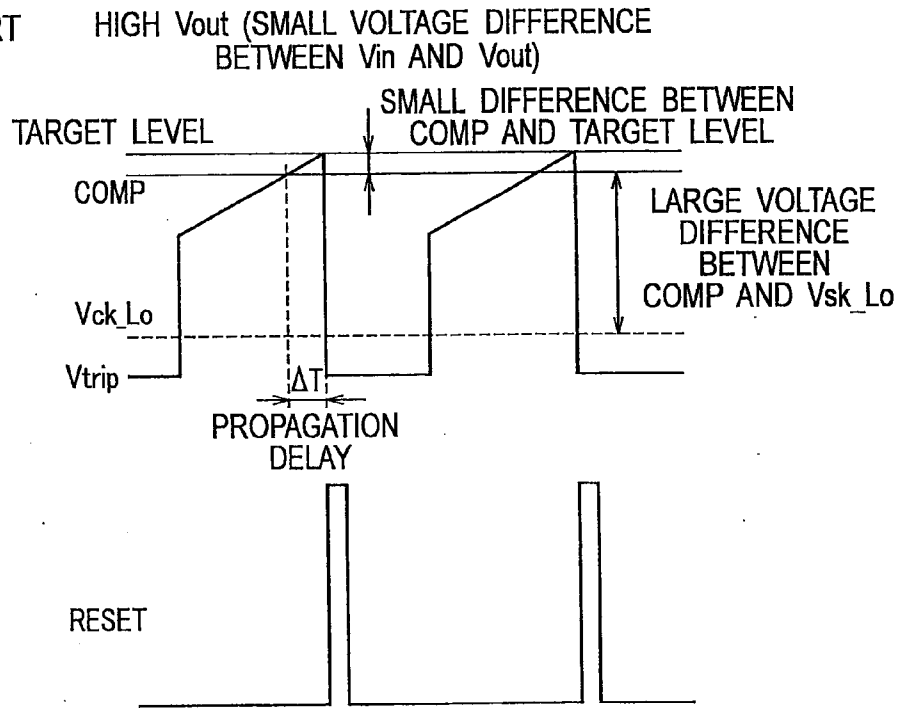 RT
HIGH Vout (SMALL VOLTAGE DIFFERENCE
BETWEEN Vin AND Vout)
SMALL DIFFERENCE BETWEEN
COMP AND TARGET LEVEL
TARGET LEVEL
COMP
LARGE VOLTAGE
DIFFERENCE
BETWEEN
COMP AND Vsk_Lo
Vck_Lo
Vtrip
ΔT
PROPAGATION
DELAY
RESET